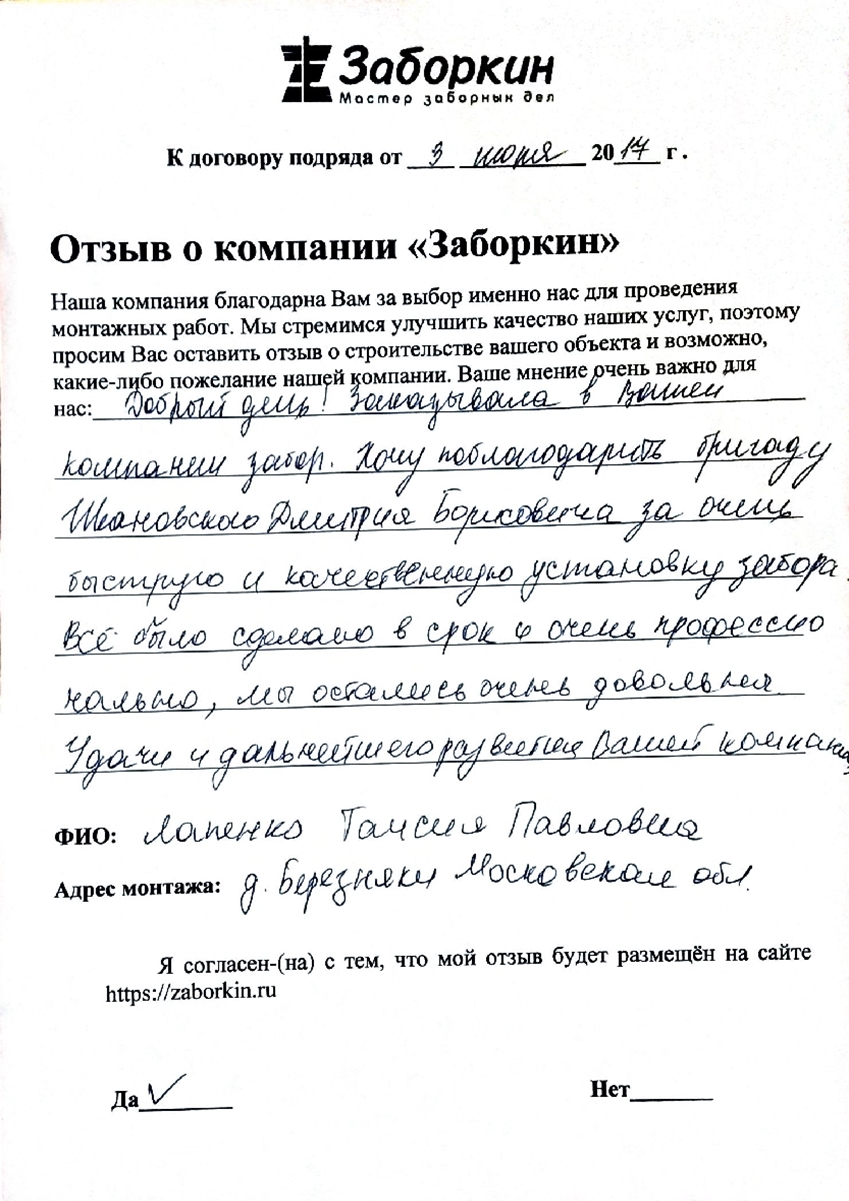 Заборкин
Мастер заборных дел
К договору подряда от 3 июня 2017 г.
Отзыв о компании «Заборкин»
Наша компания благодарна Вам за выбор именно нас для проведения
монтажных работ. Мы стремимся улучшить качество наших услуг, поэтому
просим Вас оставить отзыв о строительстве вашего объекта и возможно,
какие-либо пожелание нашей компании. Ваше мнение очень важно для
нас: Добрый день! Заказывала в Вашей
компании забор. Хочу поблагодарить бригаду
Дмитрия Борисовича за очень
быструю и качественную установку забора.
Всё было сделано в срок и очень профессио
нально, мы остались очень довольны
Удачи и дальнейшего развития Вашей компании
ФИО: Лапенко Таисия Павловна
Адрес монтажа: д. Березняки Московская обл.
Я согласен-(на) с тем, что мой отзыв будет размещён на сайте
https://zaborkin.ru
Да Нет